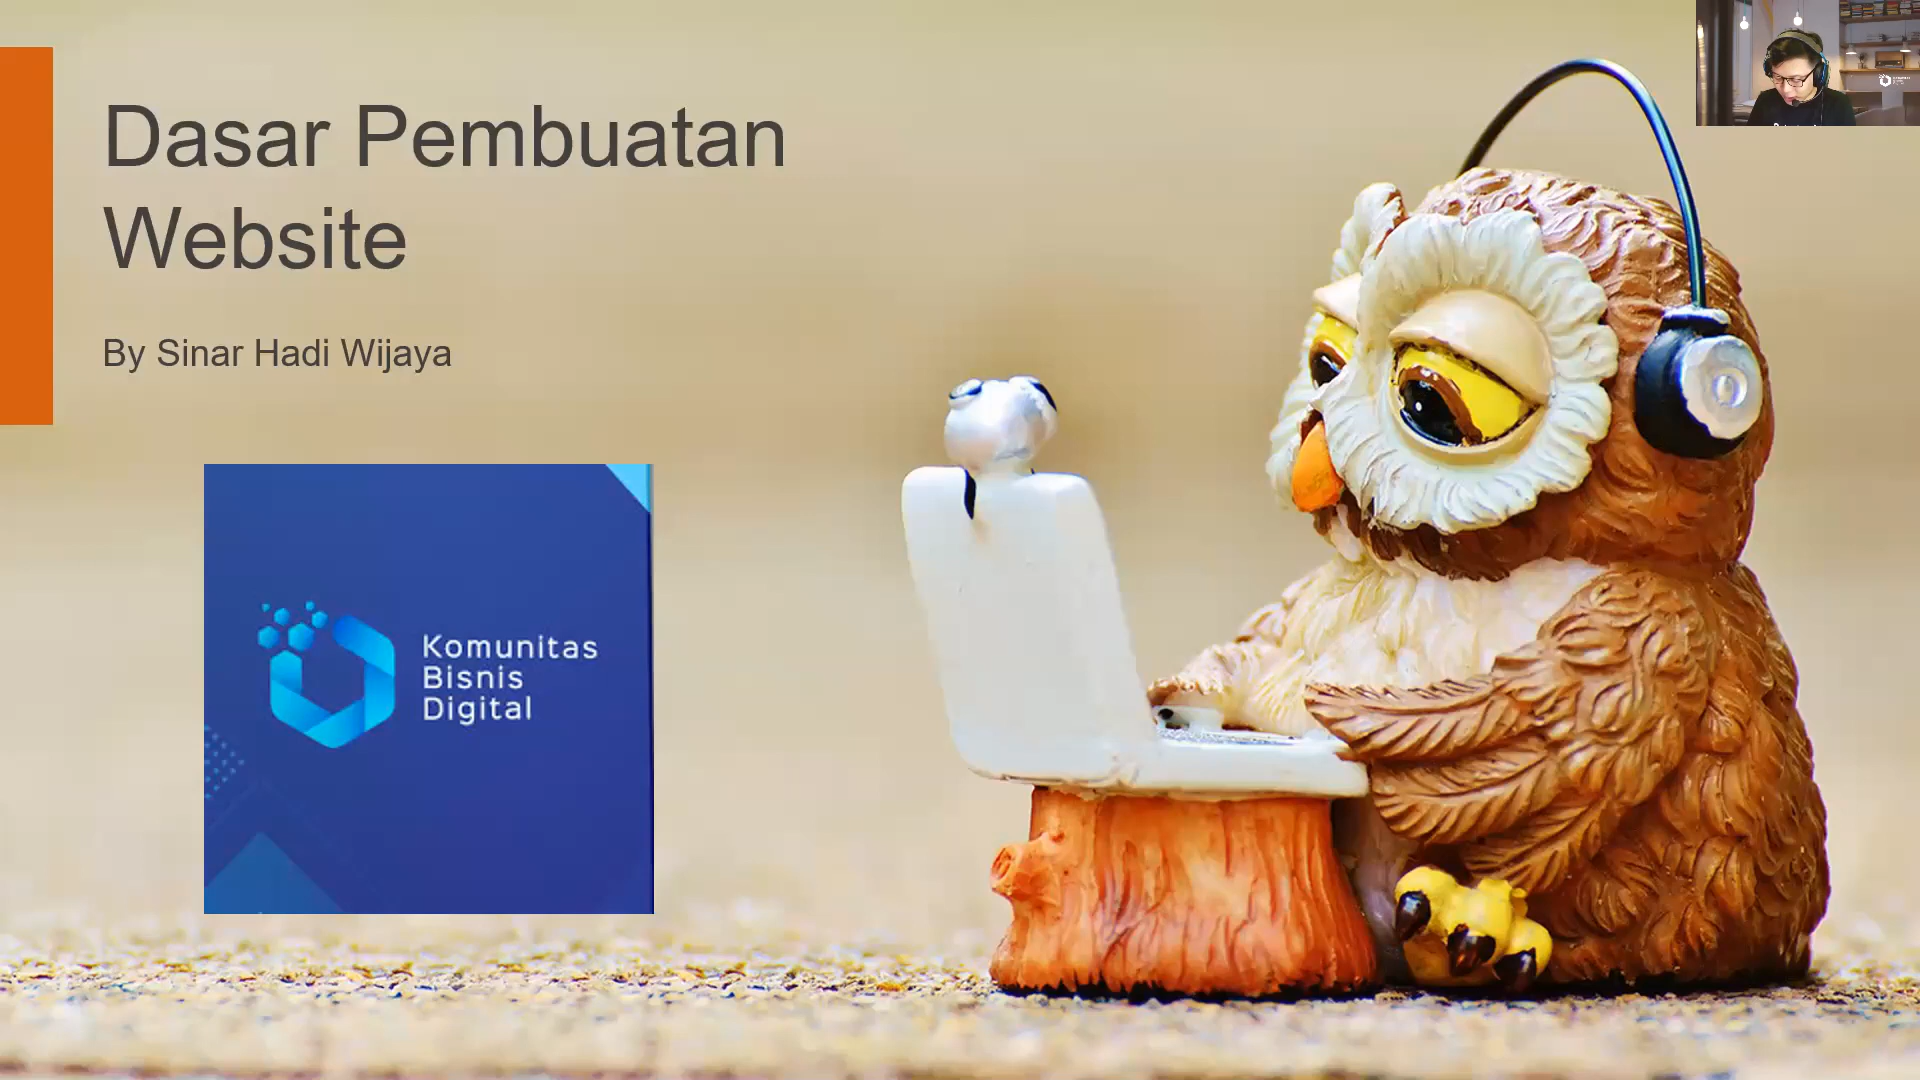 Dasar Pembuatan
Website
By Sinar Hadi Wijaya
Komunitas
Bisnis
Digital